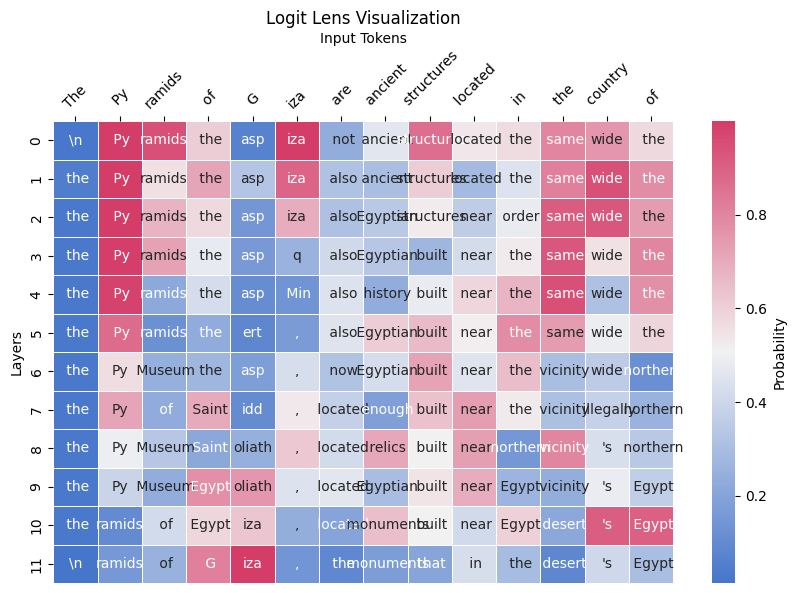 Logit Lens Visualization
Input Tokens
The Py ramids of G iza are ancient structures located in the country of
0 \n Py ramids the asp iza not ancient structures located the same wide the
1 the Py ramids the asp iza also ancient structures located the same wide the
2 the Py ramids the asp iza also Egyptian structures near order same wide the
3 the Py ramids the asp q also Egyptian built near the same wide the
4 the Py ramids the asp Min also history built near the same wide the
5 the Py ramids the ert , also Egyptian built near the same wide the
6 the Py Museum the asp , now Egyptian built near the vicinity wide northern
7 the Py of Saint idd , located enough built near the vicinity illegally northern
8 the Py Museum Saint oliath , located relics built near northern vicinity 's northern
9 the Py Museum Egypt oliath , located Egyptian built near Egypt vicinity 's Egypt
10 the ramids of Egypt iza , located monuments built near Egypt desert 's Egypt
11 \n ramids of G iza , the monuments that in the desert 's Egypt
Layers
0.8
0.6
0.4
0.2
Probability